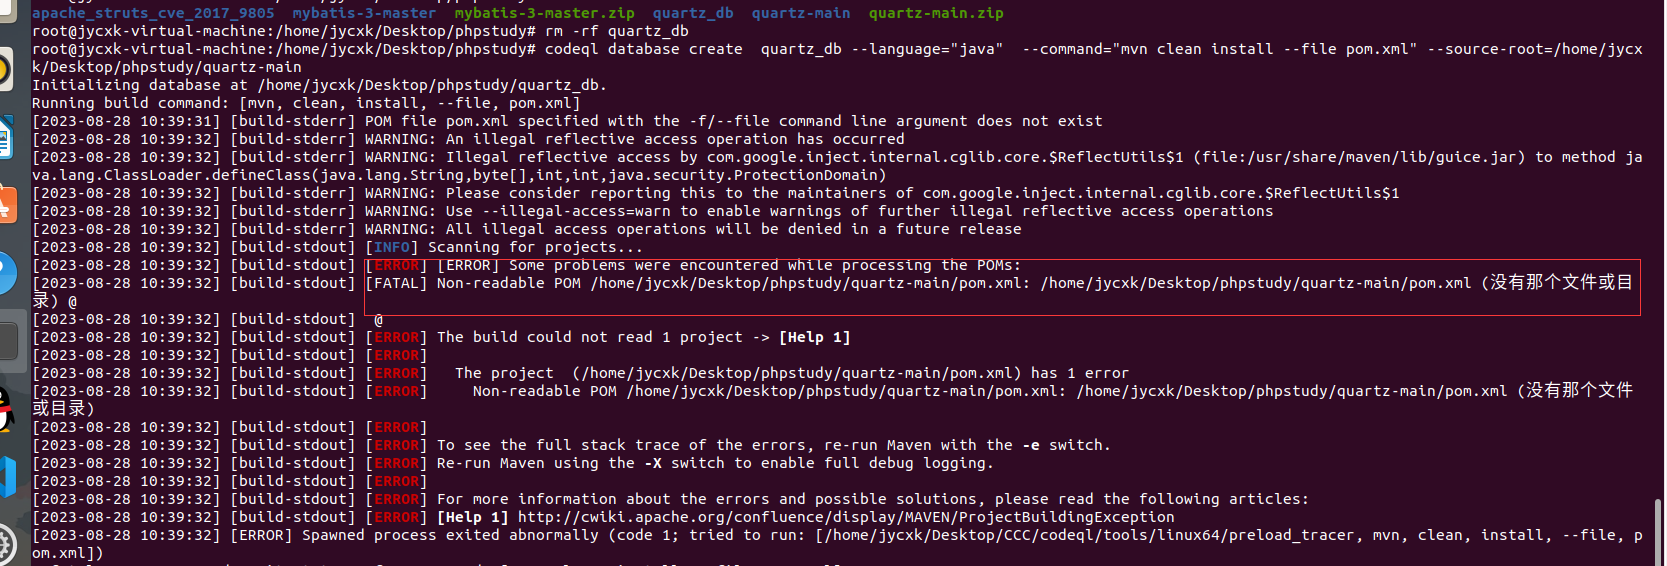 apache_struts_cve_2017_9805  mybatis-3-master  mybatis-3-master.zip  quartz_db  quartz-main  quartz-main.zip
root@jycxk-virtual-machine:/home/jycxk/Desktop/phpstudy# rm -rf quartz_db
root@jycxk-virtual-machine:/home/jycxk/Desktop/phpstudy# codeql database create  quartz_db --language="java"  --command="mvn clean install --file pom.xml" --source-root=/home/jycx
k/Desktop/phpstudy/quartz-main
Initializing database at /home/jycxk/Desktop/phpstudy/quartz_db.
Running build command: [mvn, clean, install, --file, pom.xml]
[2023-08-28 10:39:31] [build-stderr] POM file pom.xml specified with the -f/--file command line argument does not exist
[2023-08-28 10:39:32] [build-stderr] WARNING: An illegal reflective access operation has occurred
[2023-08-28 10:39:32] [build-stderr] WARNING: Illegal reflective access by com.google.inject.internal.cglib.core.$ReflectUtils$1 (file:/usr/share/maven/lib/guice.jar) to method ja
va.lang.ClassLoader.defineClass(java.lang.String,byte[],int,int,java.security.ProtectionDomain)
[2023-08-28 10:39:32] [build-stderr] WARNING: Please consider reporting this to the maintainers of com.google.inject.internal.cglib.core.$ReflectUtils$1
[2023-08-28 10:39:32] [build-stderr] WARNING: Use --illegal-access=warn to enable warnings of further illegal reflective access operations
[2023-08-28 10:39:32] [build-stderr] WARNING: All illegal access operations will be denied in a future release
[2023-08-28 10:39:32] [build-stdout] [INFO] Scanning for projects...
[2023-08-28 10:39:32] [build-stdout] [ERROR] [ERROR] Some problems were encountered while processing the POMs:
[2023-08-28 10:39:32] [build-stdout] [FATAL] Non-readable POM /home/jycxk/Desktop/phpstudy/quartz-main/pom.xml: /home/jycxk/Desktop/phpstudy/quartz-main/pom.xml (没有那个文件或目
录) @
[2023-08-28 10:39:32] [build-stdout]  @
[2023-08-28 10:39:32] [build-stdout] [ERROR] The build could not read 1 project -> [Help 1]
[2023-08-28 10:39:32] [build-stdout] [ERROR]
[2023-08-28 10:39:32] [build-stdout] [ERROR]   The project  (/home/jycxk/Desktop/phpstudy/quartz-main/pom.xml) has 1 error
[2023-08-28 10:39:32] [build-stdout] [ERROR]     Non-readable POM /home/jycxk/Desktop/phpstudy/quartz-main/pom.xml: /home/jycxk/Desktop/phpstudy/quartz-main/pom.xml (没有那个文件
或目录)
[2023-08-28 10:39:32] [build-stdout] [ERROR]
[2023-08-28 10:39:32] [build-stdout] [ERROR] To see the full stack trace of the errors, re-run Maven with the -e switch.
[2023-08-28 10:39:32] [build-stdout] [ERROR] Re-run Maven using the -X switch to enable full debug logging.
[2023-08-28 10:39:32] [build-stdout] [ERROR]
[2023-08-28 10:39:32] [build-stdout] [ERROR] For more information about the errors and possible solutions, please read the following articles:
[2023-08-28 10:39:32] [build-stdout] [ERROR] [Help 1] http://cwiki.apache.org/confluence/display/MAVEN/ProjectBuildingException
[2023-08-28 10:39:32] [ERROR] Spawned process exited abnormally (code 1; tried to run: [/home/jycxk/Desktop/CCC/codeql/tools/linux64/preload_tracer, mvn, clean, install, --file, p
om.xml])